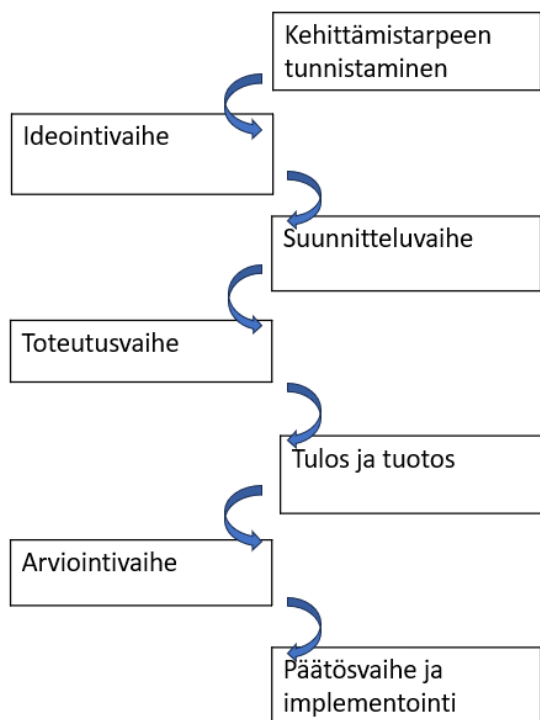 Kehittämistarpeen
tunnistaminen
Ideointivaihe
Suunnitteluvaihe
Toteutusvaihe
Tulos ja tuotos
Arviointivaihe
Päätösvaihe ja
implementointi